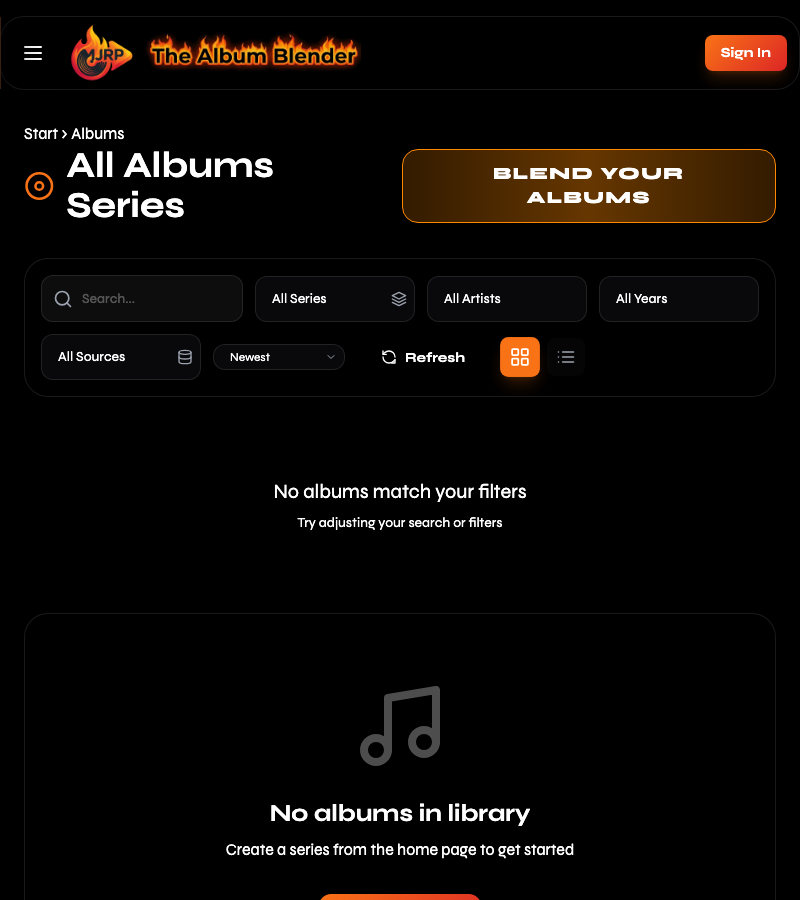 MJRP
The Album Blender
Sign In
Start › Albums
All Albums
Series
BLEND YOUR
ALBUMS
Search...
All Series
All Artists
All Years
All Sources
Newest
Refresh
No albums match your filters
Try adjusting your search or filters
No albums in library
Create a series from the home page to get started